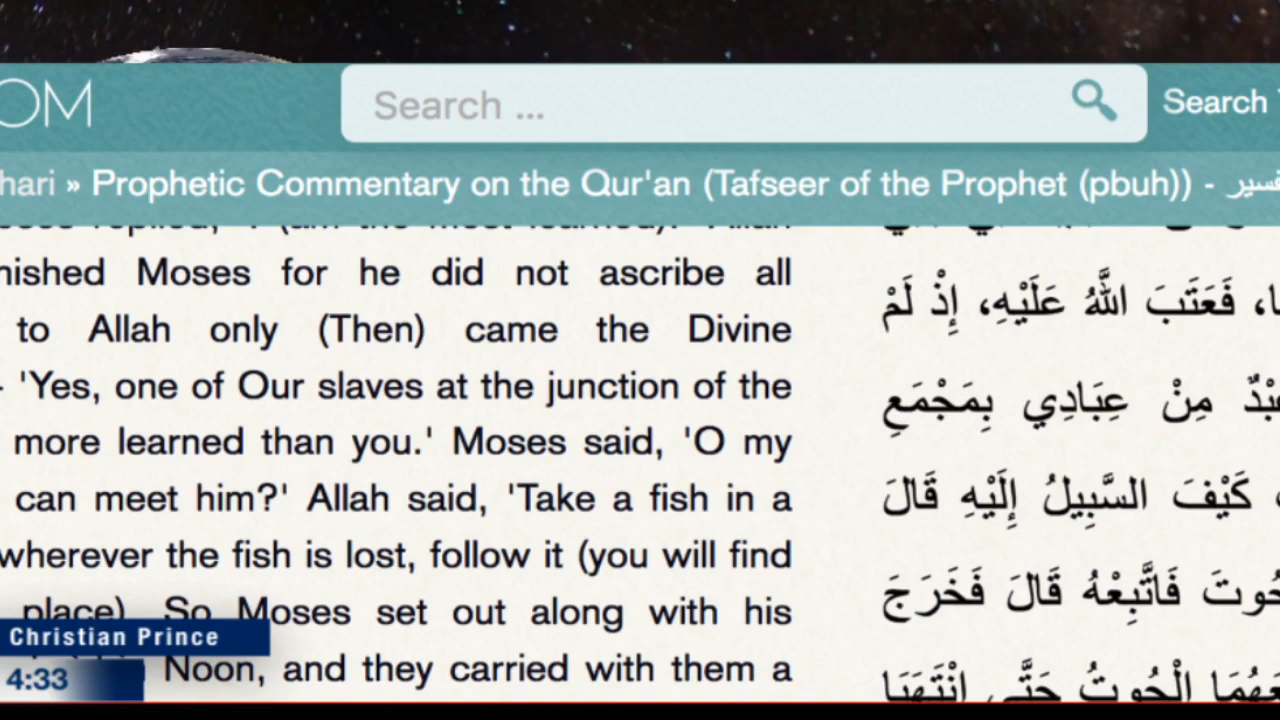 OM
Search ...
Search
hari » Prophetic Commentary on the Qur'an (Tafseer of the Prophet (pbuh)) -
nished Moses for he did not ascribe all
to Allah only (Then) came the Divine
- 'Yes, one of Our slaves at the junction of the
more learned than you.' Moses said, 'O my
can meet him?' Allah said, 'Take a fish in a
wherever the fish is lost, follow it (you will find
place). So Moses set out along with his
Noon, and they carried with them a
ا، فَعَتَبَ اللَّهُ عَلَيْهِ، إِذْ لَمْ
عَبْدٌ مِنْ عِبَادِي بِمَجْمَعِ
كَيْفَ السَّبِيلُ إِلَيْهِ قَالَ
حُوتَ فَاتَّبِعْهُ قَالَ فَخَرَجَ
الْحُوتُ حَتَّى انْتَهَيَا
Christian Prince
4:33